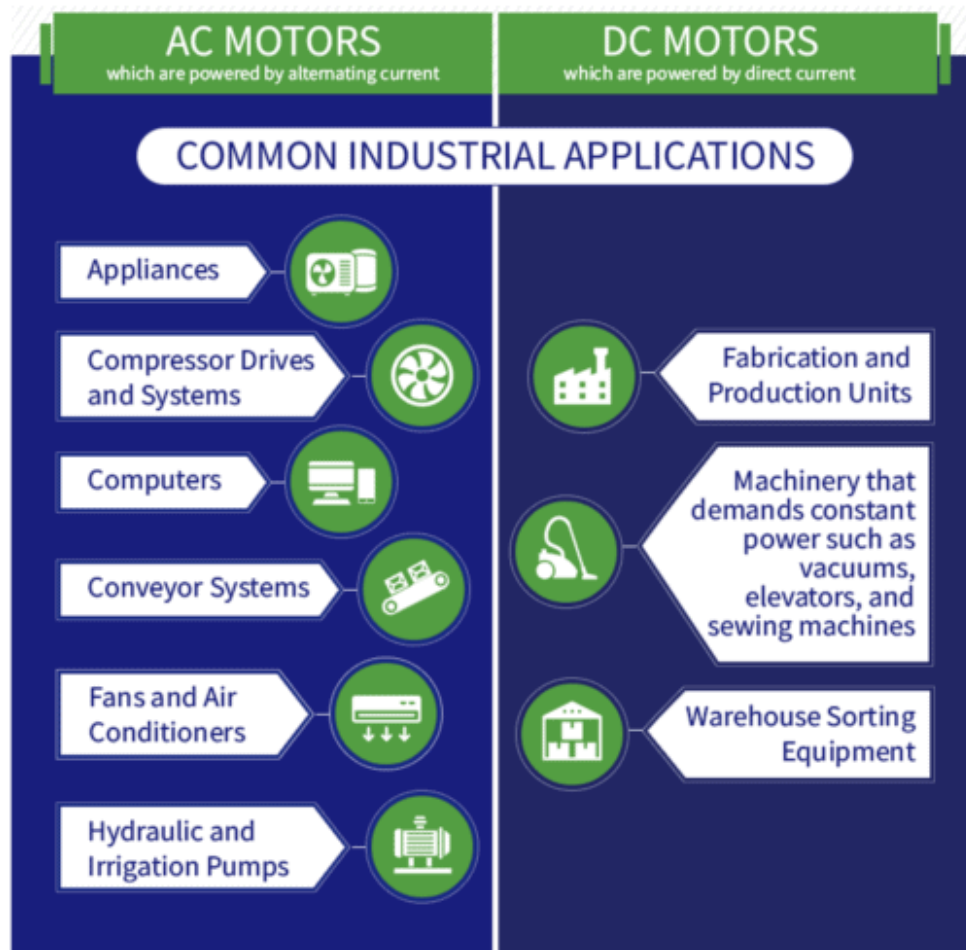 AC MOTORS
which are powered by alternating current
DC MOTORS
which are powered by direct current
COMMON INDUSTRIAL APPLICATIONS
Appliances
Compressor Drives
and Systems
Computers
Conveyor Systems
Fans and Air
Conditioners
Hydraulic and
Irrigation Pumps
Fabrication and
Production Units
Machinery that
demands constant
power such as
vacuums,
elevators, and
sewing machines
Warehouse Sorting
Equipment